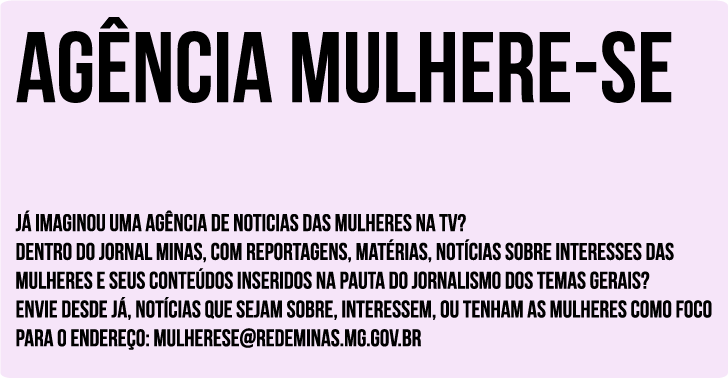 AGÊNCIA MULHERE-SE
JÁ IMAGINOU UMA AGÊNCIA DE NOTICIAS DAS MULHERES NA TV?
DENTRO DO JORNAL MINAS, COM REPORTAGENS, MATÉRIAS, NOTÍCIAS SOBRE INTERESSES DAS
MULHERES E SEUS CONTEÚDOS INSERIDOS NA PAUTA DO JORNALISMO DOS TEMAS GERAIS?
ENVIE DESDE JÁ, NOTÍCIAS QUE SEJAM SOBRE, INTERESSEM, OU TENHAM AS MULHERES COMO FOCO
PARA O ENDEREÇO: MULHERESE@REDEMINAS.MG.GOV.BR